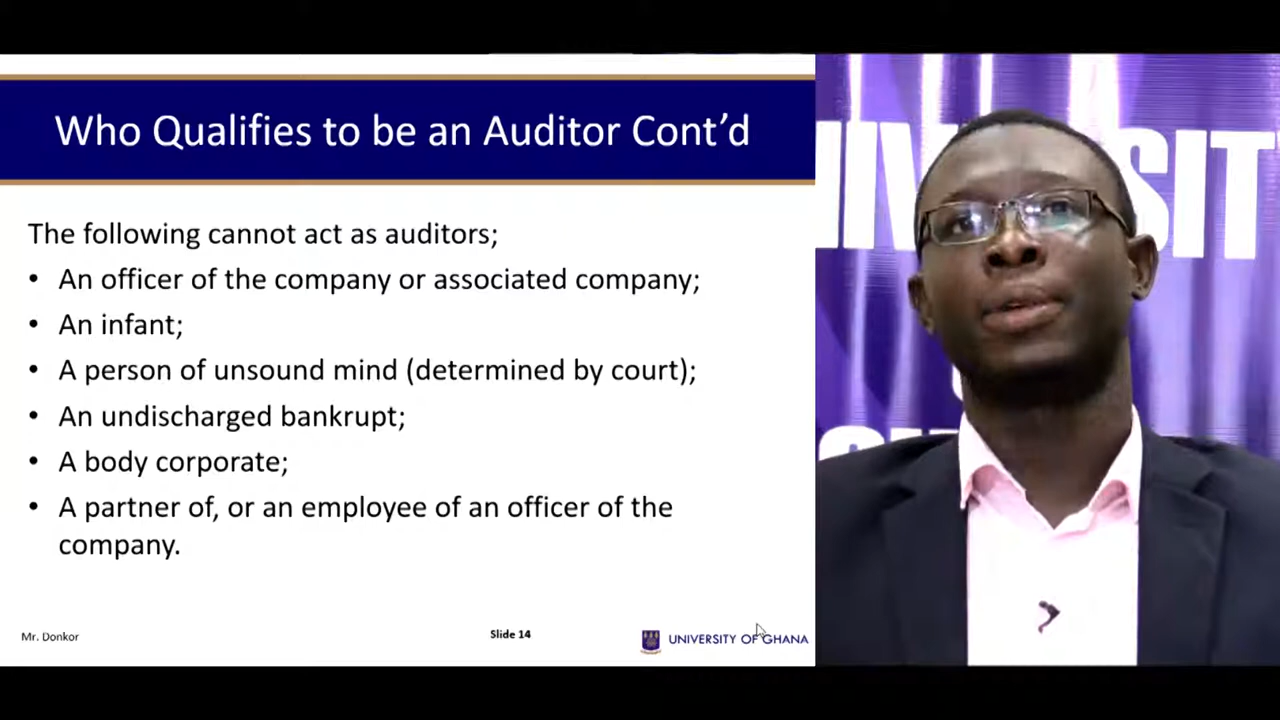 Who Qualifies to be an Auditor Cont’d
The following cannot act as auditors;
• An officer of the company or associated company;
• An infant;
• A person of unsound mind (determined by court);
• An undischarged bankrupt;
• A body corporate;
• A partner of, or an employee of an officer of the
company.
Mr. Donkor
Slide 14
UNIVERSITY OF GHANA